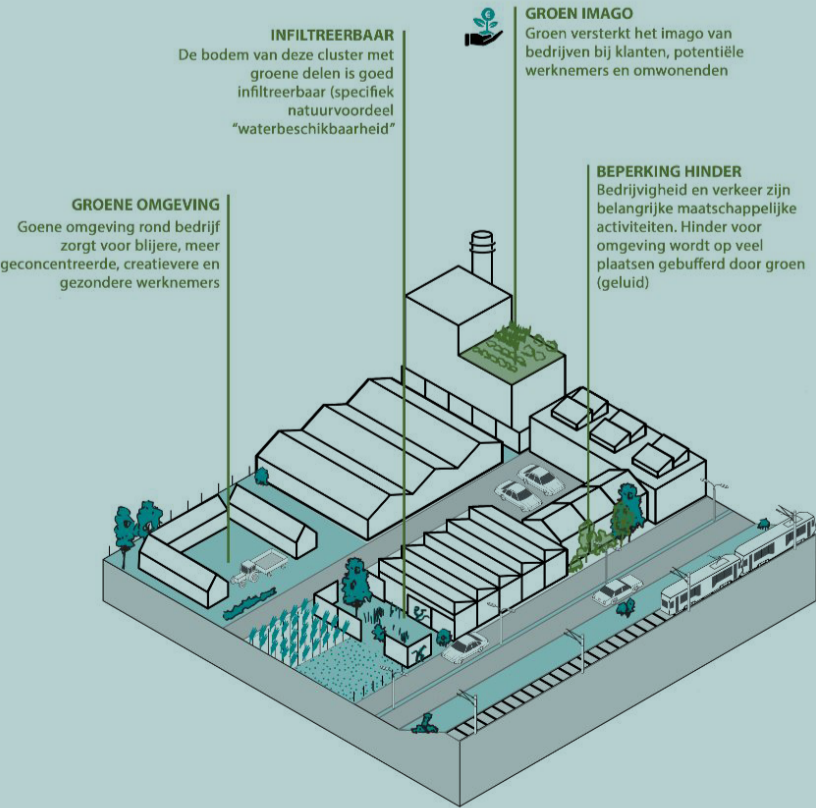 GROEN IMAGO
Groen versterkt het imago van
bedrijven bij klanten, potentiële
werknemers en omwonenden
INFILTREERBAAR
De bodem van deze cluster met
groene delen is goed
infiltreerbaar (specifiek
natuurvoordeel
“waterbeschikbaarheid”
BEPERKING HINDER
Bedrijvigheid en verkeer zijn
belangrijke maatschappelijke
activiteiten. Hinder voor
omgeving wordt op veel
plaatsen gebufferd door groen
(geluid)
GROENE OMGEVING
Goene omgeving rond bedrijf
zorgt voor blijere, meer
geconcentreerde, creatievere en
gezondere werknemers